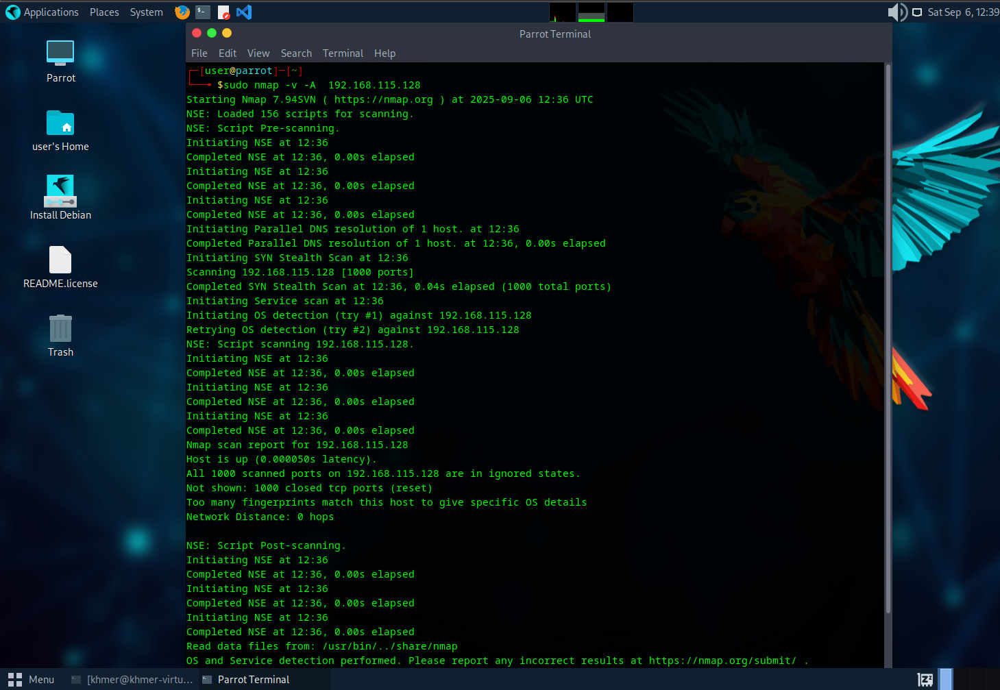 Applications Places System
Sat Sep 6, 12:39
Parrot
user's Home
Install Debian
README.license
Trash
Parrot Terminal
File Edit View Search Terminal Help
┌─[user@parrot]─[~]
└──╼ $sudo nmap -v -A  192.168.115.128
Starting Nmap 7.94SVN ( https://nmap.org ) at 2025-09-06 12:36 UTC
NSE: Loaded 156 scripts for scanning.
NSE: Script Pre-scanning.
Initiating NSE at 12:36
Completed NSE at 12:36, 0.00s elapsed
Initiating NSE at 12:36
Completed NSE at 12:36, 0.00s elapsed
Initiating NSE at 12:36
Completed NSE at 12:36, 0.00s elapsed
Initiating Parallel DNS resolution of 1 host. at 12:36
Completed Parallel DNS resolution of 1 host. at 12:36, 0.00s elapsed
Initiating SYN Stealth Scan at 12:36
Scanning 192.168.115.128 [1000 ports]
Completed SYN Stealth Scan at 12:36, 0.04s elapsed (1000 total ports)
Initiating Service scan at 12:36
Initiating OS detection (try #1) against 192.168.115.128
Retrying OS detection (try #2) against 192.168.115.128
NSE: Script scanning 192.168.115.128.
Initiating NSE at 12:36
Completed NSE at 12:36, 0.00s elapsed
Initiating NSE at 12:36
Completed NSE at 12:36, 0.00s elapsed
Initiating NSE at 12:36
Completed NSE at 12:36, 0.00s elapsed
Nmap scan report for 192.168.115.128
Host is up (0.000050s latency).
All 1000 scanned ports on 192.168.115.128 are in ignored states.
Not shown: 1000 closed tcp ports (reset)
Too many fingerprints match this host to give specific OS details
Network Distance: 0 hops
NSE: Script Post-scanning.
Initiating NSE at 12:36
Completed NSE at 12:36, 0.00s elapsed
Initiating NSE at 12:36
Completed NSE at 12:36, 0.00s elapsed
Initiating NSE at 12:36
Completed NSE at 12:36, 0.00s elapsed
Read data files from: /usr/bin/../share/nmap
OS and Service detection performed. Please report any incorrect results at https://nmap.org/submit/ .
Menu [khmer@khmer-virtu... Parrot Terminal